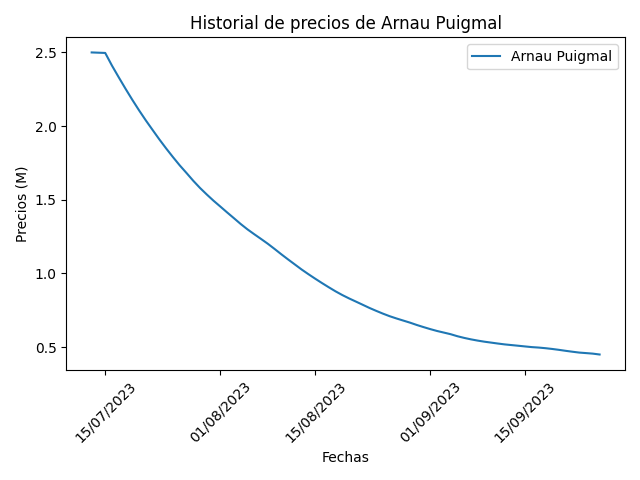 Historial de precios de Arnau Puigmal
Arnau Puigmal
Precios (M)
2.5
2.0
1.5
1.0
0.5
15/07/2023
01/08/2023
15/08/2023
01/09/2023
15/09/2023
Fechas